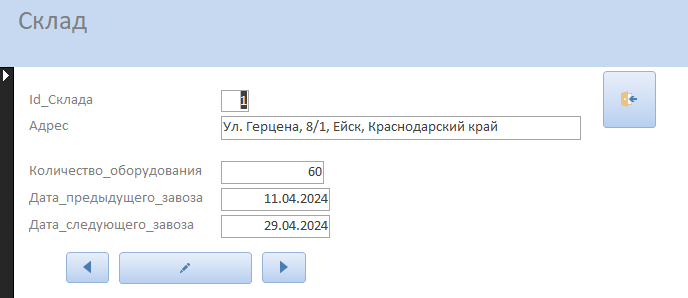 Склад
Id_Склада 1
Адрес Ул. Герцена, 8/1, Ейск, Краснодарский край
Количество_оборудования 60
Дата_предыдущего_завоза 11.04.2024
Дата_следующего_завоза 29.04.2024